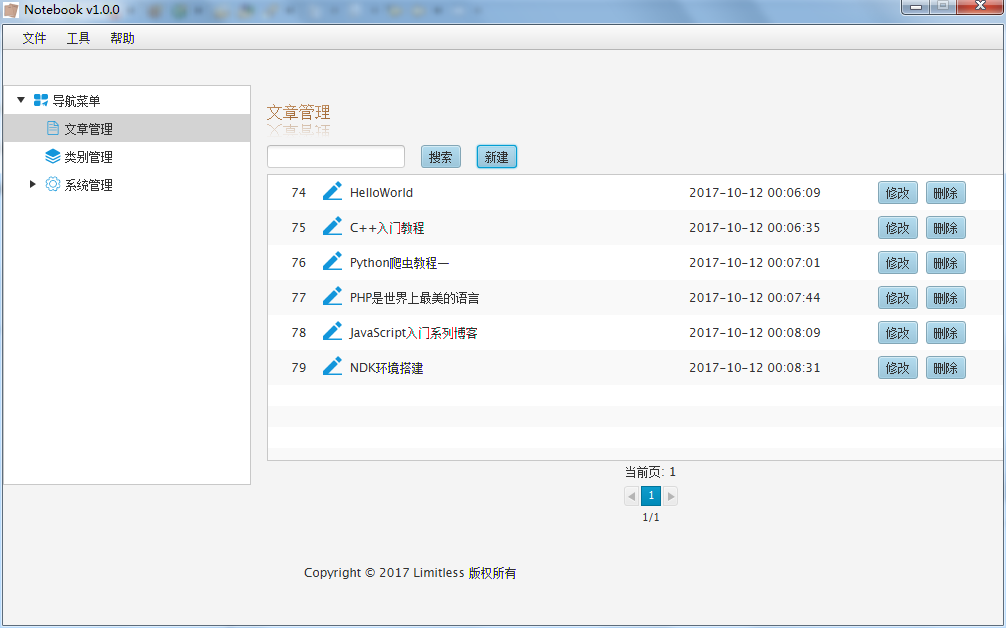 Notebook v1.0.0
文件 工具 帮助
导航菜单
文章管理
类别管理
系统管理
文章管理
搜索 新建
74 HelloWorld 2017-10-12 00:06:09 修改 删除
75 C++入门教程 2017-10-12 00:06:35 修改 删除
76 Python爬虫教程一 2017-10-12 00:07:01 修改 删除
77 PHP是世界上最美的语言 2017-10-12 00:07:44 修改 删除
78 JavaScript入门系列博客 2017-10-12 00:08:09 修改 删除
79 NDK环境搭建 2017-10-12 00:08:31 修改 删除
当前页: 1
1
1/1
Copyright © 2017 Limitless 版权所有